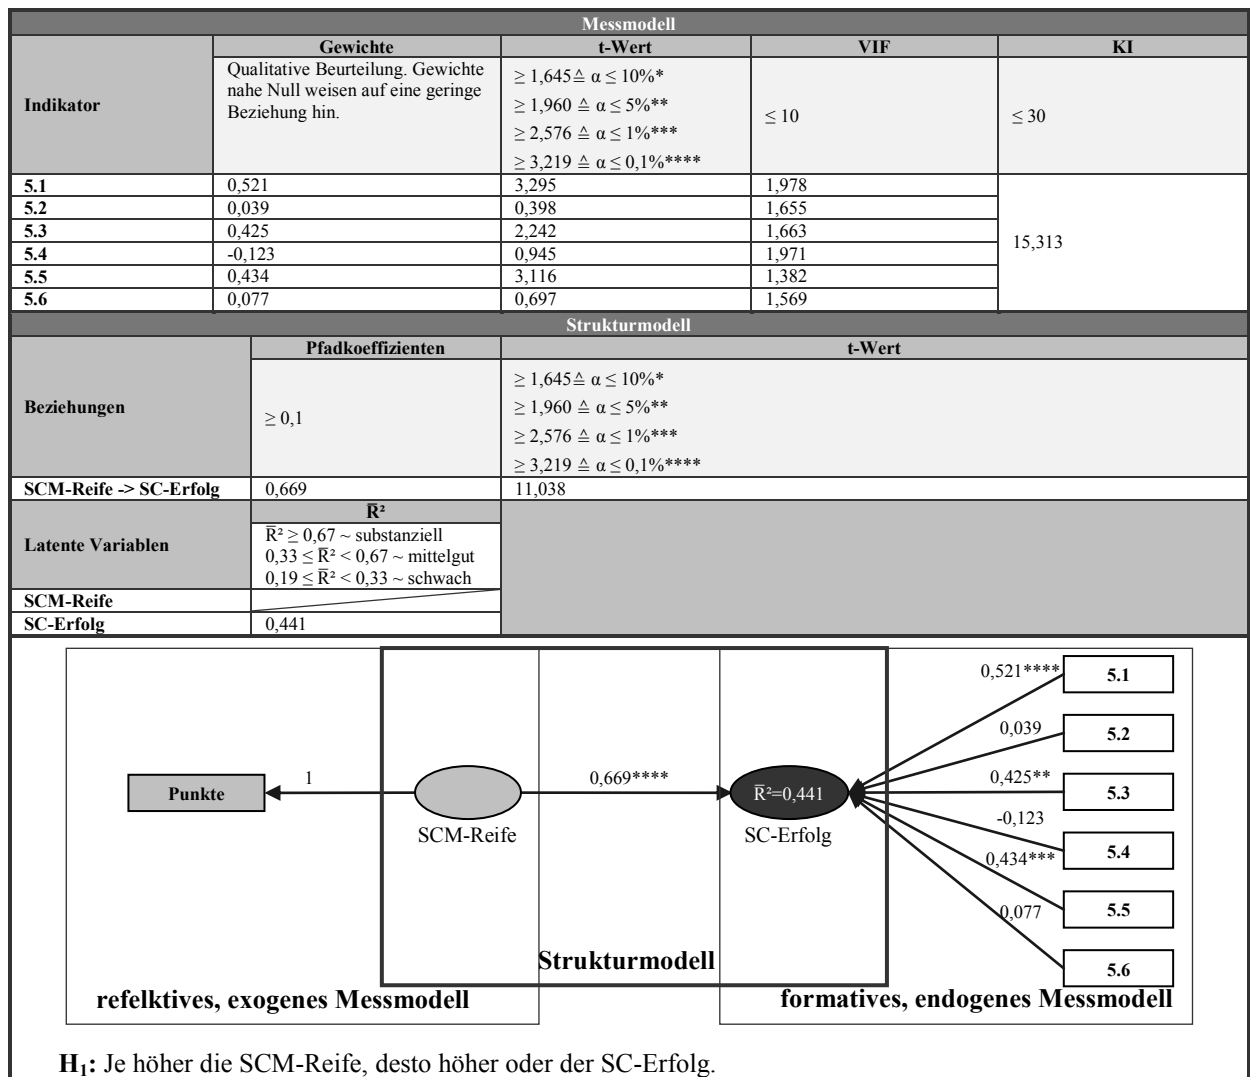 Messmodell
Indikator
Gewichte
t-Wert
VIF
KI
Qualitative Beurteilung. Gewichte
nahe Null weisen auf eine geringe
Beziehung hin.
≥ 1,645≙ α ≤ 10%*
≥ 1,960 ≙ α ≤ 5%**
≥ 2,576 ≙ α ≤ 1%***
≥ 3,219 ≙ α ≤ 0,1%****
≤ 10
≤ 30
5.1 0,521 3,295 1,978
5.2 0,039 0,398 1,655
5.3 0,425 2,242 1,663
15,313
5.4 -0,123 0,945 1,971
5.5 0,434 3,116 1,382
5.6 0,077 0,697 1,569
Strukturmodell
Beziehungen
Pfadkoeffizienten
t-Wert
≥ 0,1
≥ 1,645≙ α ≤ 10%*
≥ 1,960 ≙ α ≤ 5%**
≥ 2,576 ≙ α ≤ 1%***
≥ 3,219 ≙ α ≤ 0,1%****
SCM-Reife -> SC-Erfolg 0,669 11,038
Latente Variablen
R̅²
R̅² ≥ 0,67 ~ substanziell
0,33 ≤ R̅² < 0,67 ~ mittelgut
0,19 ≤ R̅² < 0,33 ~ schwach
SCM-Reife
SC-Erfolg 0,441
Punkte
1
SCM-Reife
0,669****
R̅²=0,441
SC-Erfolg
0,521****
5.1
0,039
5.2
0,425**
5.3
-0,123
5.4
0,434***
5.5
0,077
5.6
Strukturmodell
refelktives, exogenes Messmodell
formatives, endogenes Messmodell
H₁: Je höher die SCM-Reife, desto höher oder der SC-Erfolg.